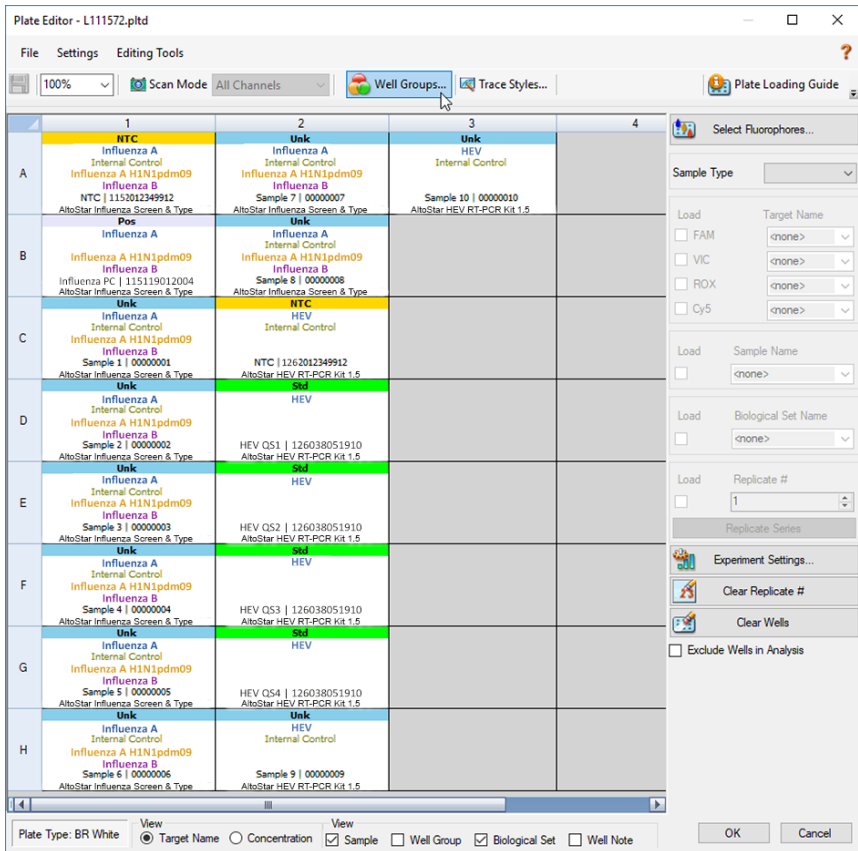 Plate Editor - L111572.pltd
File Settings Editing Tools ?
100% Scan Mode All Channels Well Groups... Trace Styles... Plate Loading Guide
1 2 3 4
A
NTC
Influenza A
Internal Control
Influenza A H1N1pdm09
Influenza B
NTC | 1152012349912
AltoStar Influenza Screen & Type
Unk
Influenza A
Internal Control
Influenza A H1N1pdm09
Influenza B
Sample 7 | 00000007
AltoStar Influenza Screen & Type
Unk
HEV
Internal Control
Sample 10 | 00000010
AltoStar HEV RT-PCR Kit 1.5
B
Pos
Influenza A
Influenza A H1N1pdm09
Influenza B
Influenza PC | 115119012004
AltoStar Influenza Screen & Type
Unk
Influenza A
Internal Control
Influenza A H1N1pdm09
Influenza B
Sample 8 | 00000008
AltoStar Influenza Screen & Type
C
Unk
Influenza A
Internal Control
Influenza A H1N1pdm09
Influenza B
Sample 1 | 00000001
AltoStar Influenza Screen & Type
NTC
HEV
Internal Control
NTC | 1262012349912
AltoStar HEV RT-PCR Kit 1.5
D
Unk
Influenza A
Internal Control
Influenza A H1N1pdm09
Influenza B
Sample 2 | 00000002
AltoStar Influenza Screen & Type
Std
HEV
HEV QS1 | 126038051910
AltoStar HEV RT-PCR Kit 1.5
E
Unk
Influenza A
Internal Control
Influenza A H1N1pdm09
Influenza B
Sample 3 | 00000003
AltoStar Influenza Screen & Type
Std
HEV
HEV QS2 | 126038051910
AltoStar HEV RT-PCR Kit 1.5
F
Unk
Influenza A
Internal Control
Influenza A H1N1pdm09
Influenza B
Sample 4 | 00000004
AltoStar Influenza Screen & Type
Std
HEV
HEV QS3 | 126038051910
AltoStar HEV RT-PCR Kit 1.5
G
Unk
Influenza A
Internal Control
Influenza A H1N1pdm09
Influenza B
Sample 5 | 00000005
AltoStar Influenza Screen & Type
Std
HEV
HEV QS4 | 126038051910
AltoStar HEV RT-PCR Kit 1.5
H
Unk
Influenza A
Internal Control
Influenza A H1N1pdm09
Influenza B
Sample 6 | 00000006
AltoStar Influenza Screen & Type
Unk
HEV
Internal Control
Sample 9 | 00000009
AltoStar HEV RT-PCR Kit 1.5
Select Fluorophores...
Sample Type
Load Target Name
FAM <none>
VIC <none>
ROX <none>
Cy5 <none>
Load Sample Name
<none>
Load Biological Set Name
<none>
Load Replicate #
1
Replicate Series
Experiment Settings...
Clear Replicate #
Clear Wells
Exclude Wells in Analysis
Plate Type: BR White
View
Target Name Concentration
View
Sample Well Group Biological Set Well Note
OK Cancel